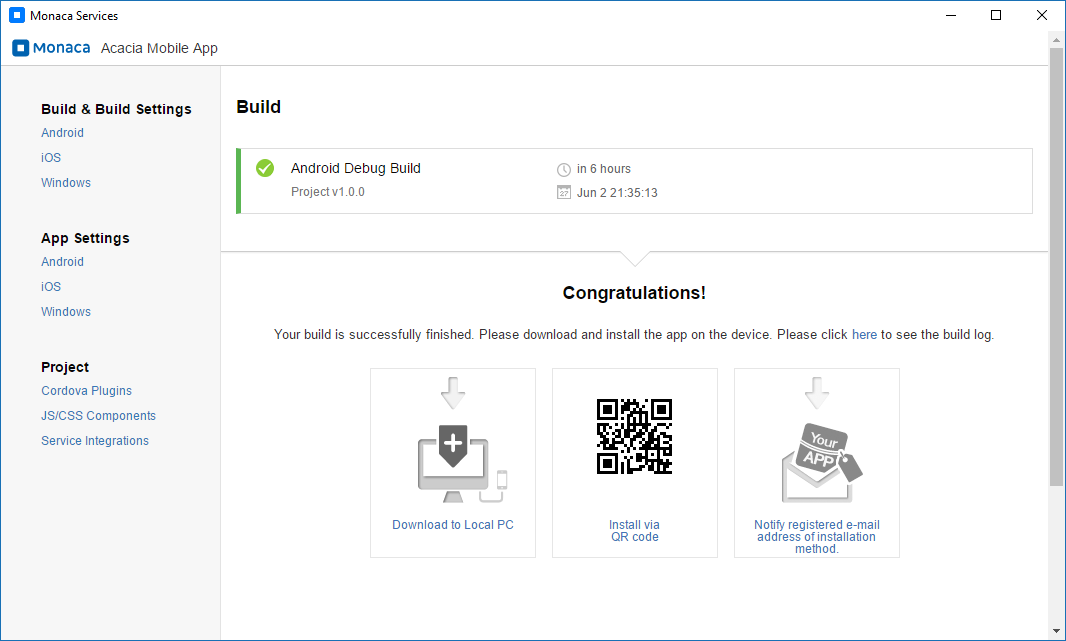 Monaca Services
Monaca Acacia Mobile App
Build & Build Settings
Android
iOS
Windows
App Settings
Android
iOS
Windows
Project
Cordova Plugins
JS/CSS Components
Service Integrations
Build
Android Debug Build
Project v1.0.0
in 6 hours
27
Jun 2 21:35:13
Congratulations!
Your build is successfully finished. Please download and install the app on the device. Please click here to see the build log.
Download to Local PC
Install via
QR code
Your
APP
Notify registered e-mail
address of installation
method.